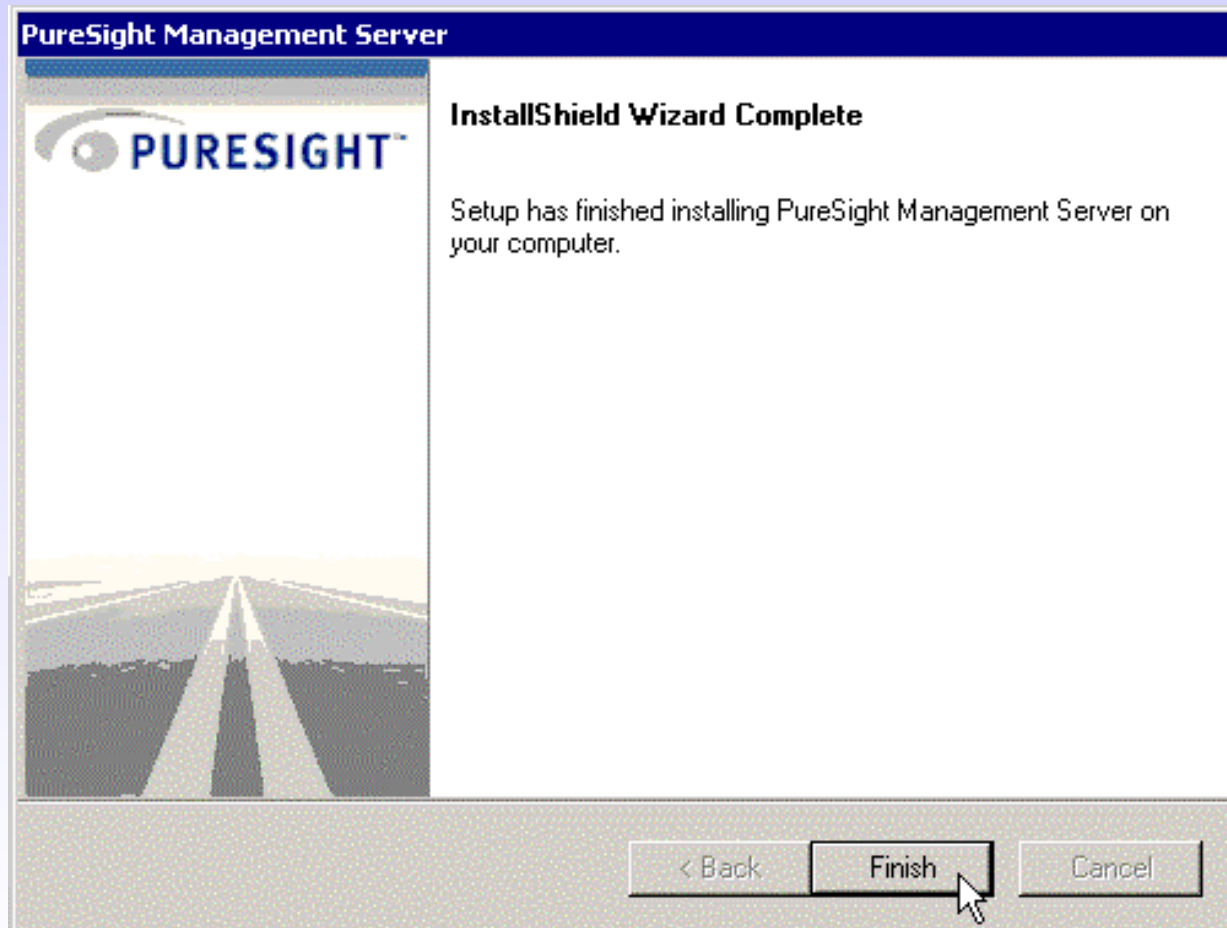 PureSight Management Server
PURESIGHT™
InstallShield Wizard Complete
Setup has finished installing PureSight Management Server on
your computer.
< Back
Finish
Cancel